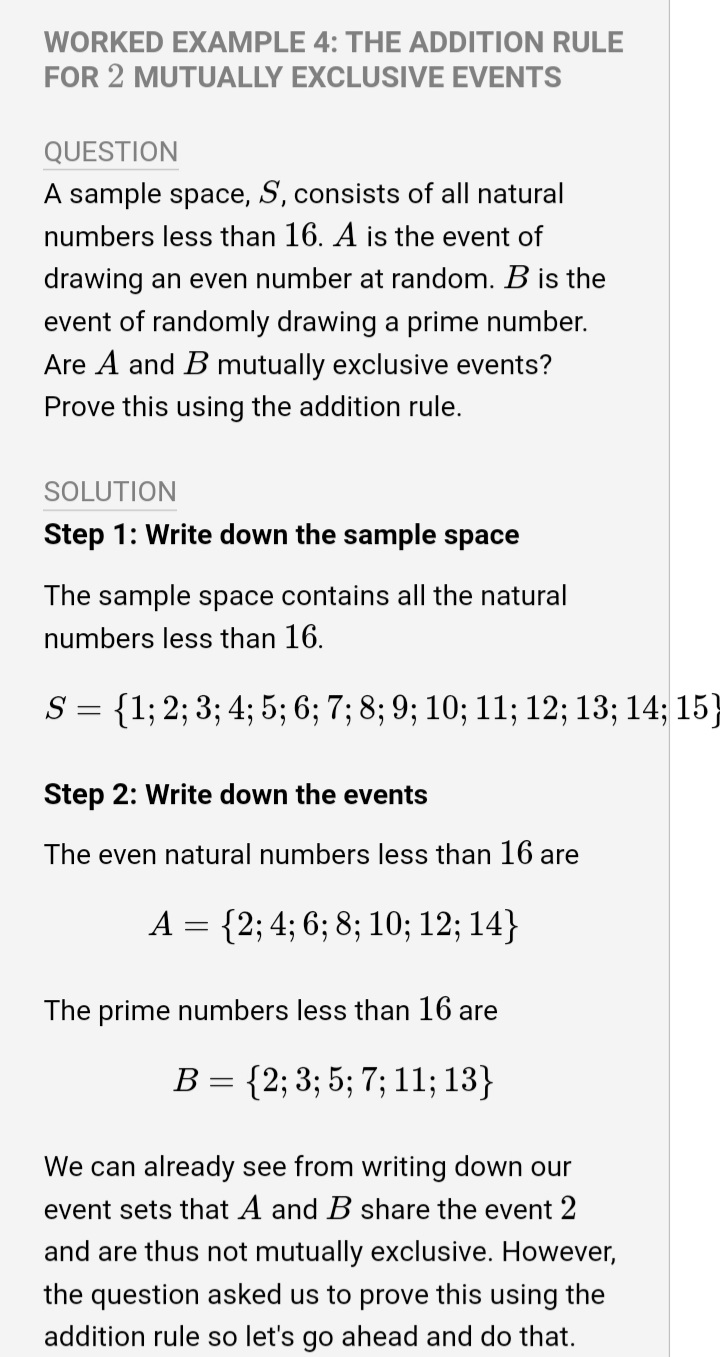 WORKED EXAMPLE 4: THE ADDITION RULE
FOR 2 MUTUALLY EXCLUSIVE EVENTS
QUESTION
A sample space, S, consists of all natural
numbers less than 16. A is the event of
drawing an even number at random. B is the
event of randomly drawing a prime number.
Are A and B mutually exclusive events?
Prove this using the addition rule.
SOLUTION
Step 1: Write down the sample space
The sample space contains all the natural
numbers less than 16.
S = {1; 2; 3; 4; 5; 6; 7; 8; 9; 10; 11; 12; 13; 14; 15}
Step 2: Write down the events
The even natural numbers less than 16 are
A = {2; 4; 6; 8; 10; 12; 14}
The prime numbers less than 16 are
B = {2; 3; 5; 7; 11; 13}
We can already see from writing down our
event sets that A and B share the event 2
and are thus not mutually exclusive. However,
the question asked us to prove this using the
addition rule so let's go ahead and do that.